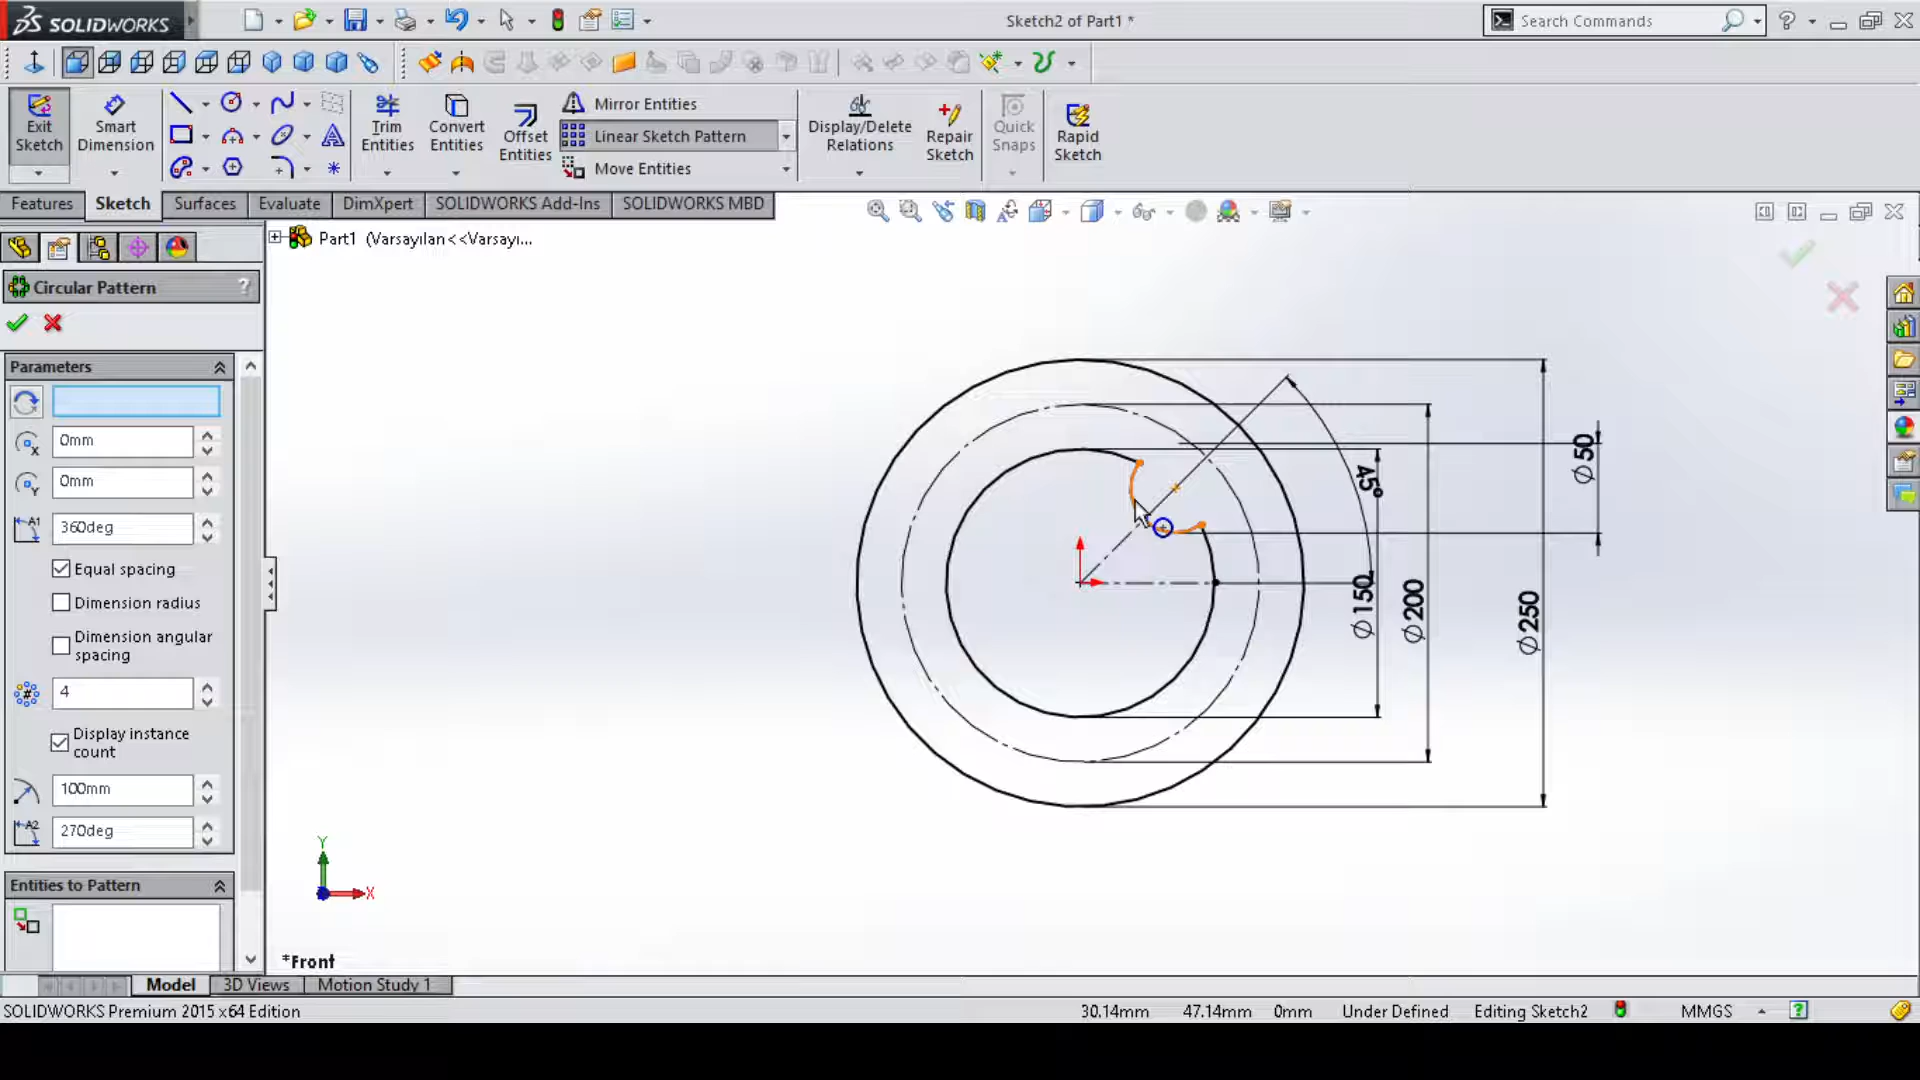 SOLIDWORKS
Sketch2 of Part1 *
Search Commands
Exit Sketch
Smart Dimension
Trim Entities
Convert Entities
Offset Entities
Mirror Entities
Linear Sketch Pattern
Move Entities
Display/Delete Relations
Repair Sketch
Quick Snaps
Rapid Sketch
Features
Sketch
Surfaces
Evaluate
DimXpert
SOLIDWORKS Add-Ins
SOLIDWORKS MBD
Part1 (Varsayılan<<Varsayı...
Circular Pattern
?
Parameters
0mm
0mm
360deg
Equal spacing
Dimension radius
Dimension angular
spacing
4
Display instance
count
100mm
270deg
Entities to Pattern
45°
Ø50
Ø150
Ø200
Ø250
Y
X
*Front
Model
3D Views
Motion Study 1
SOLIDWORKS Premium 2015 x64 Edition
30.14mm
47.14mm
0mm
Under Defined
Editing Sketch2
MMGS